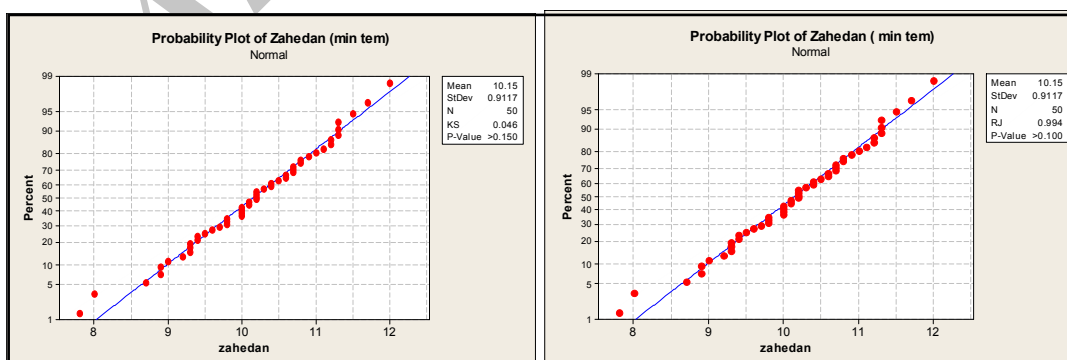 Probability Plot of Zahedan (min tem)
Normal
Mean 10.15
StDev 0.9117
N 50
KS 0.046
P-Value >0.150
99
95
90
80
70
60
50
40
30
20
10
5
1
Percent
8 9 10 11 12
zahedan
Probability Plot of Zahedan ( min tem)
Normal
Mean 10.15
StDev 0.9117
N 50
RJ 0.994
P-Value >0.100
99
95
90
80
70
60
50
40
30
20
10
5
1
Percent
8 9 10 11 12
zahedan